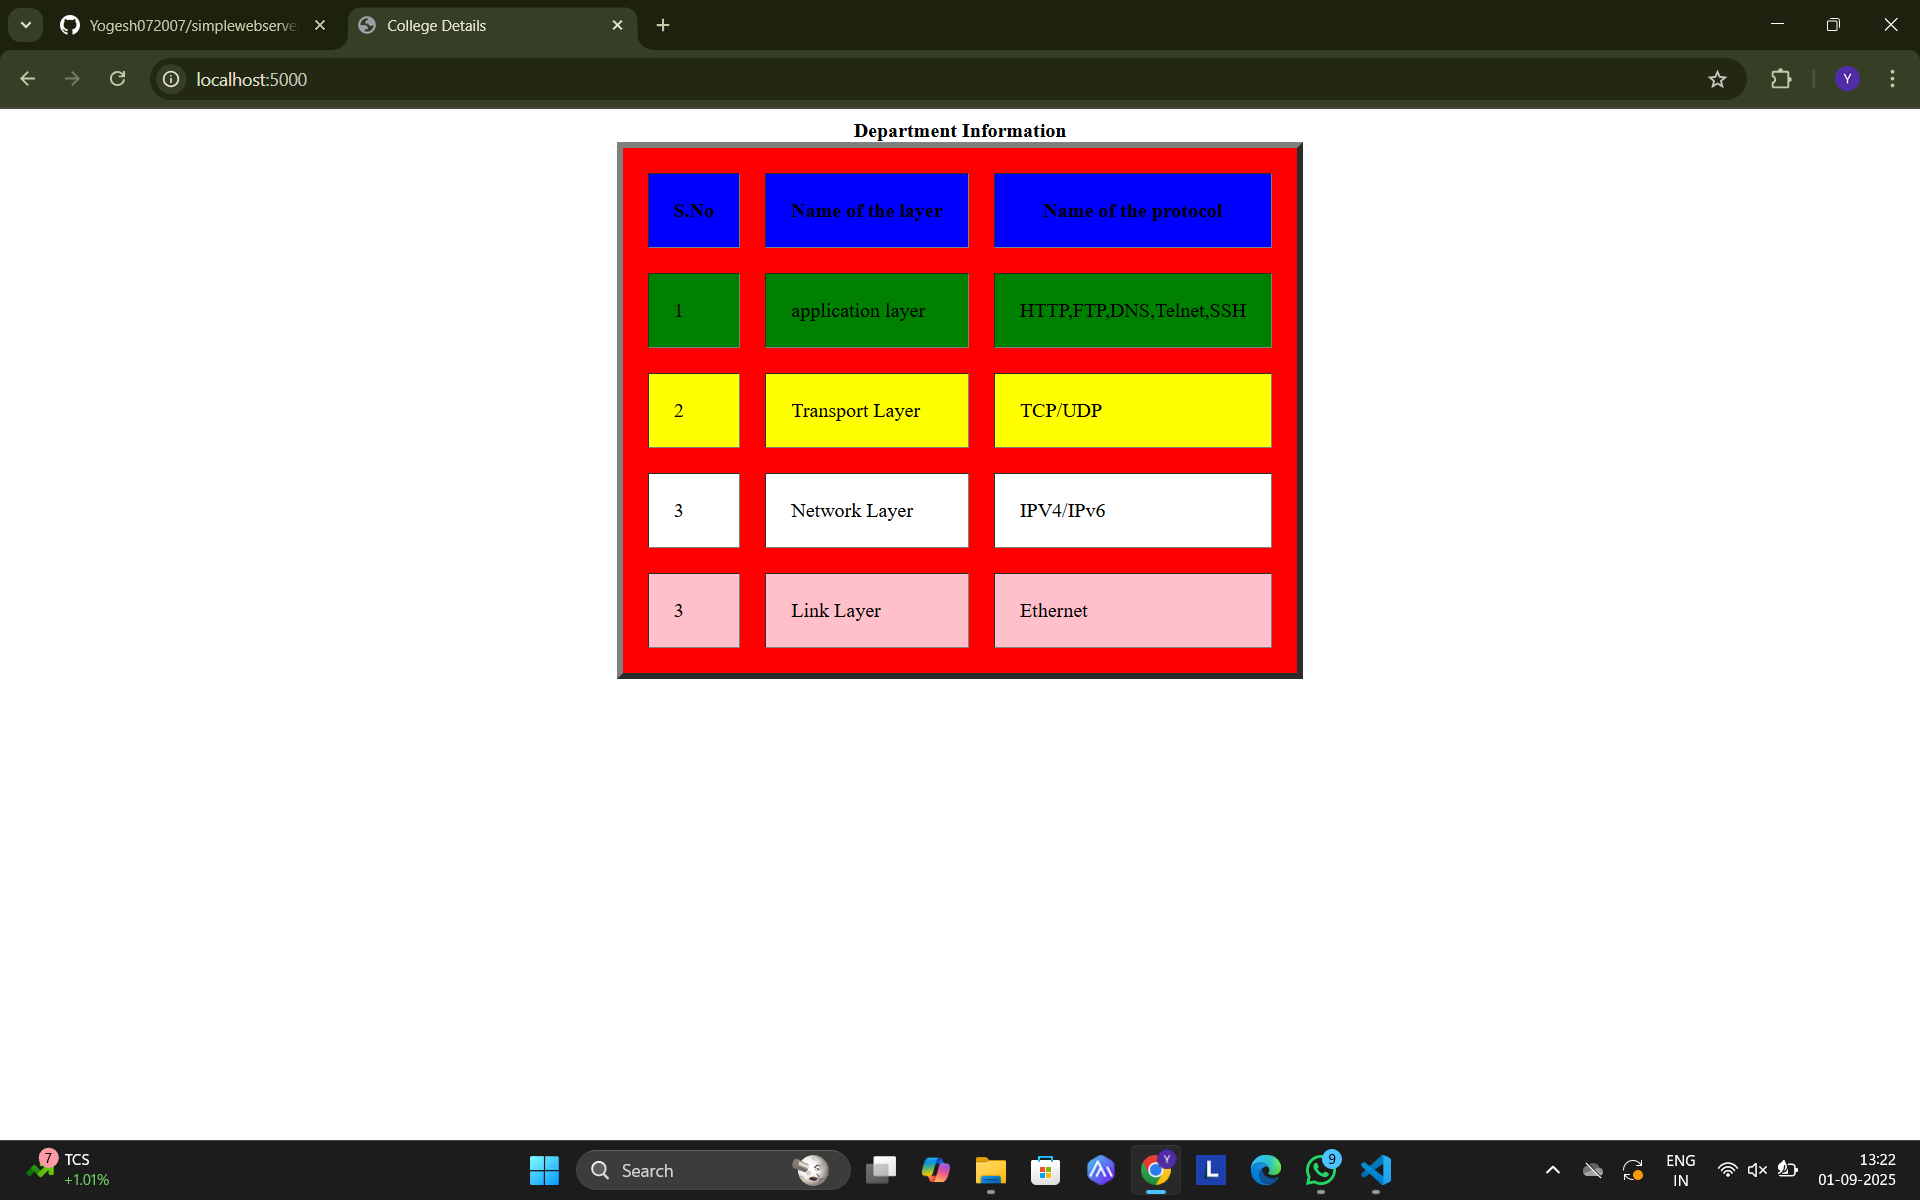 Yogesh072007/simplewebserve
College Details
localhost:5000
Y
Department Information
S.No Name of the layer Name of the protocol
1 application layer HTTP,FTP,DNS,Telnet,SSH
2 Transport Layer TCP/UDP
3 Network Layer IPV4/IPv6
3 Link Layer Ethernet
7
TCS
+1.01%
Search
Y
L
9
ENG
IN
13:22
01-09-2025